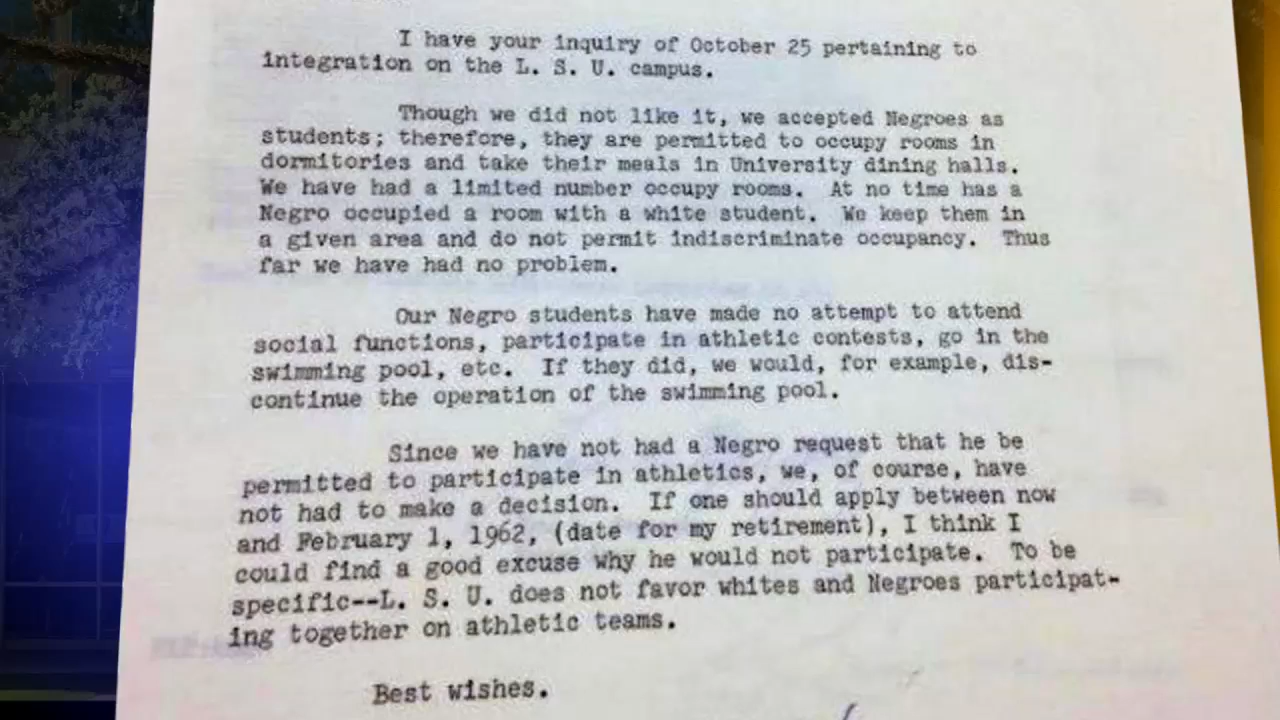 I have your inquiry of October 25 pertaining to
integration on the L. S. U. campus.
Though we did not like it, we accepted Negroes as
students; therefore, they are permitted to occupy rooms in
dormitories and take their meals in University dining halls.
We have had a limited number occupy rooms. At no time has a
Negro occupied a room with a white student. We keep them in
a given area and do not permit indiscriminate occupancy. Thus
far we have had no problem.
Our Negro students have made no attempt to attend
social functions, participate in athletic contests, go in the
swimming pool, etc. If they did, we would, for example, dis-
continue the operation of the swimming pool.
Since we have not had a Negro request that he be
permitted to participate in athletics, we, of course, have
not had to make a decision. If one should apply between now
and February 1, 1962, (date for my retirement), I think I
could find a good excuse why he would not participate. To be
specific--L. S. U. does not favor whites and Negroes participat-
ing together on athletic teams.
Best wishes.